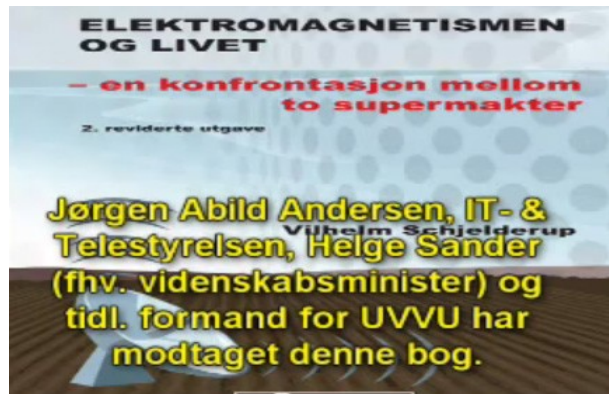 ELEKTROMAGNETISMEN
OG LIVET
– en konfrontasjon mellom
to supermakter
2. reviderte utgave
Vilhelm Schjelderup
Jørgen Abild Andersen, IT- &
Telestyrelsen, Helge Sander
(fhv. videnskabsminister) og
tidl. formand for UVVU har
modtaget denne bog.